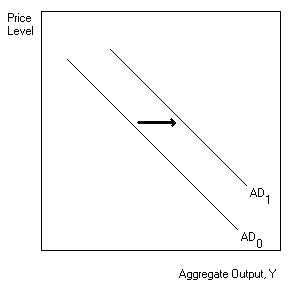 Price
Level
AD1
AD0
Aggregate Output, Y